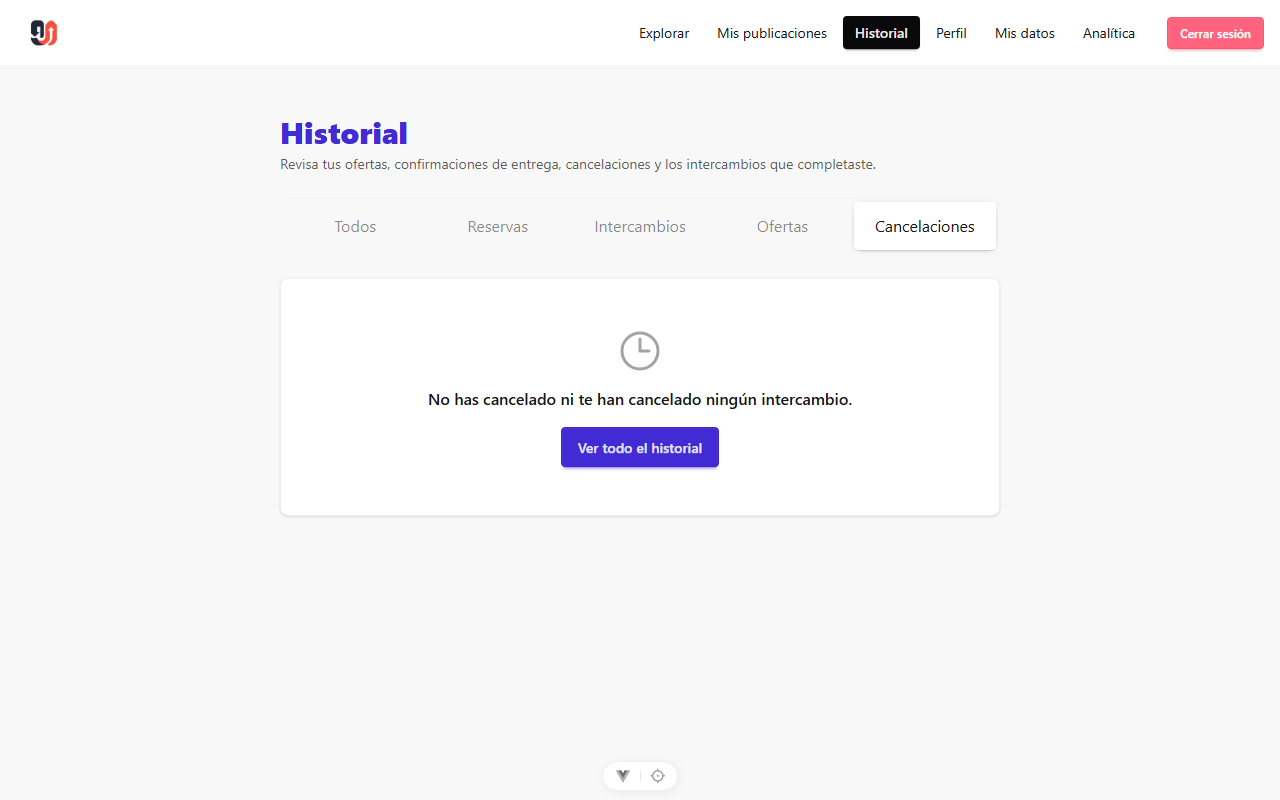 Explorar
Mis publicaciones
Historial
Perfil
Mis datos
Analítica
Cerrar sesión
Historial
Revisa tus ofertas, confirmaciones de entrega, cancelaciones y los intercambios que completaste.
Todos
Reservas
Intercambios
Ofertas
Cancelaciones
No has cancelado ni te han cancelado ningún intercambio.
Ver todo el historial